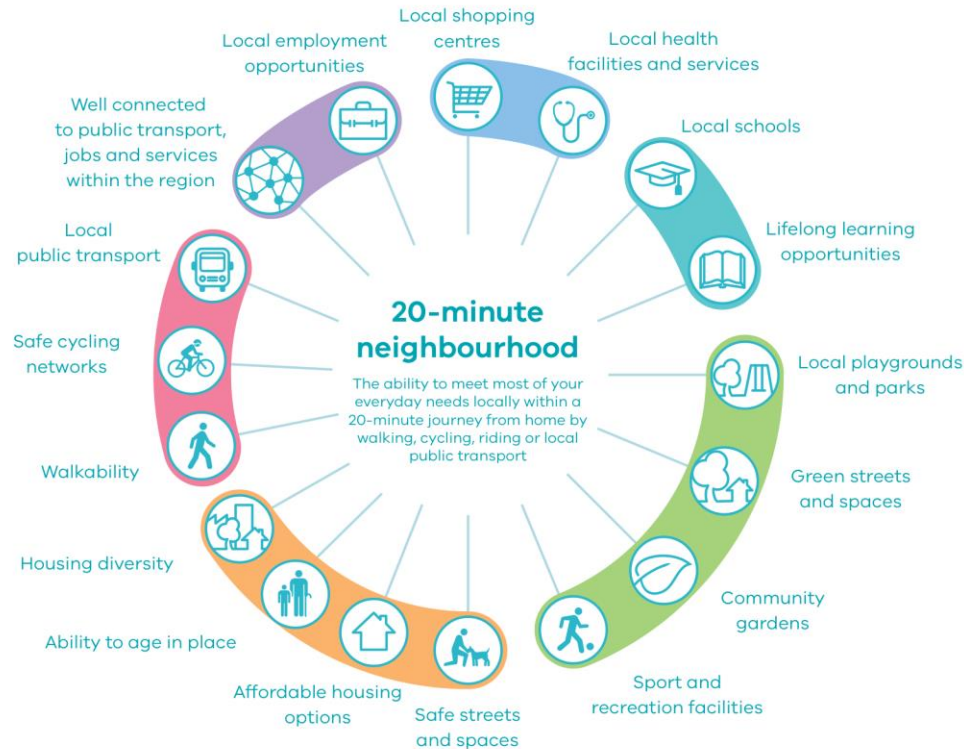 Local shopping
centres
Local health
facilities and services
Local schools
Lifelong learning
opportunities
Local playgrounds
and parks
Green streets
and spaces
Community
gardens
Sport and
recreation facilities
Safe streets
and spaces
Affordable housing
options
Ability to age in place
Housing diversity
Walkability
Safe cycling
networks
Local
public transport
Well connected
to public transport,
jobs and services
within the region
Local employment
opportunities
20-minute
neighbourhood
The ability to meet most of your
everyday needs locally within a
20-minute journey from home by
walking, cycling, riding or local
public transport